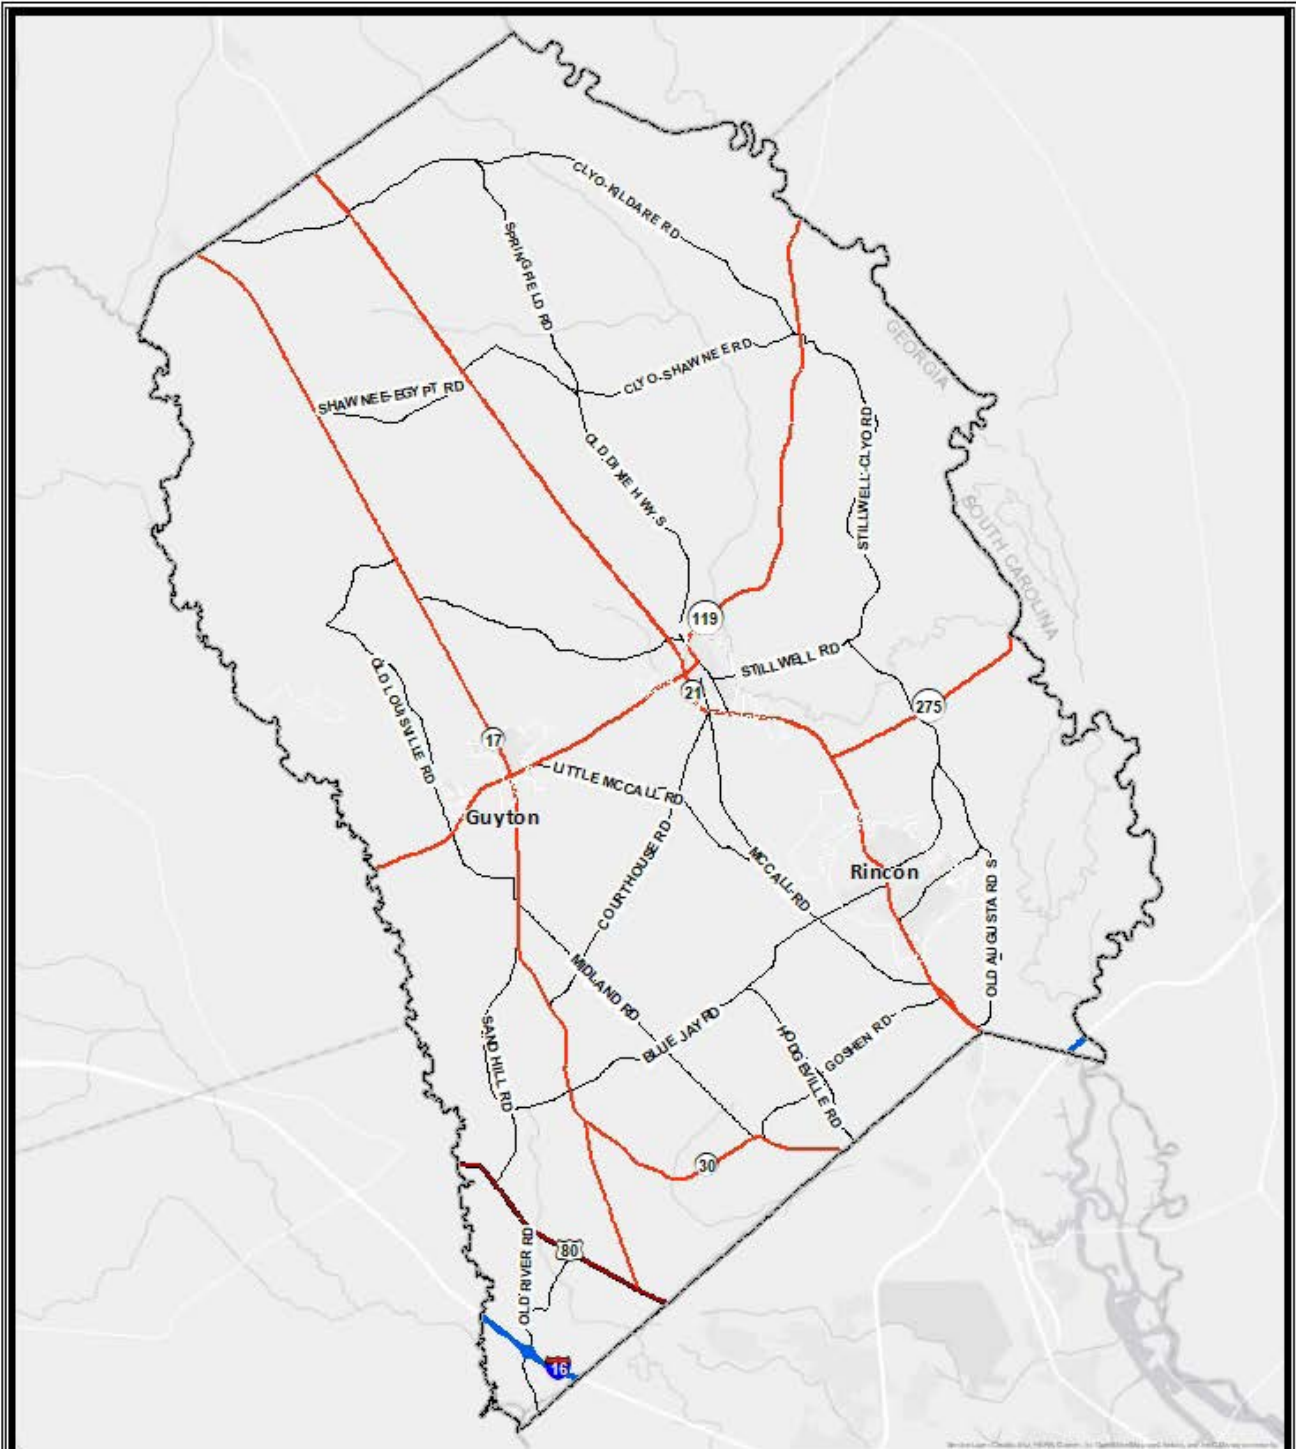 CLYO-KILDARE RD
SPRINGFIELD RD
GEORGIA
CLYO-SHAWNEE RD
SHAWNEE-EGYPT RD
STILLWELL-CLYO RD
OLD DIXIE HWY S
SOUTH CAROLINA
119
STILLWELL RD
21
275
OLD LOUISVILLE RD
17
LITTLE MCCALL RD
Guyton
COURTHOUSE RD
MCCALL RD
Rincon
OLD AUGUSTA RD S
MIDLAND RD
SAND HILL RD
BLUE JAY RD
HODGEVILLE RD
GOSHEN RD
30
80
OLD RIVER RD
16